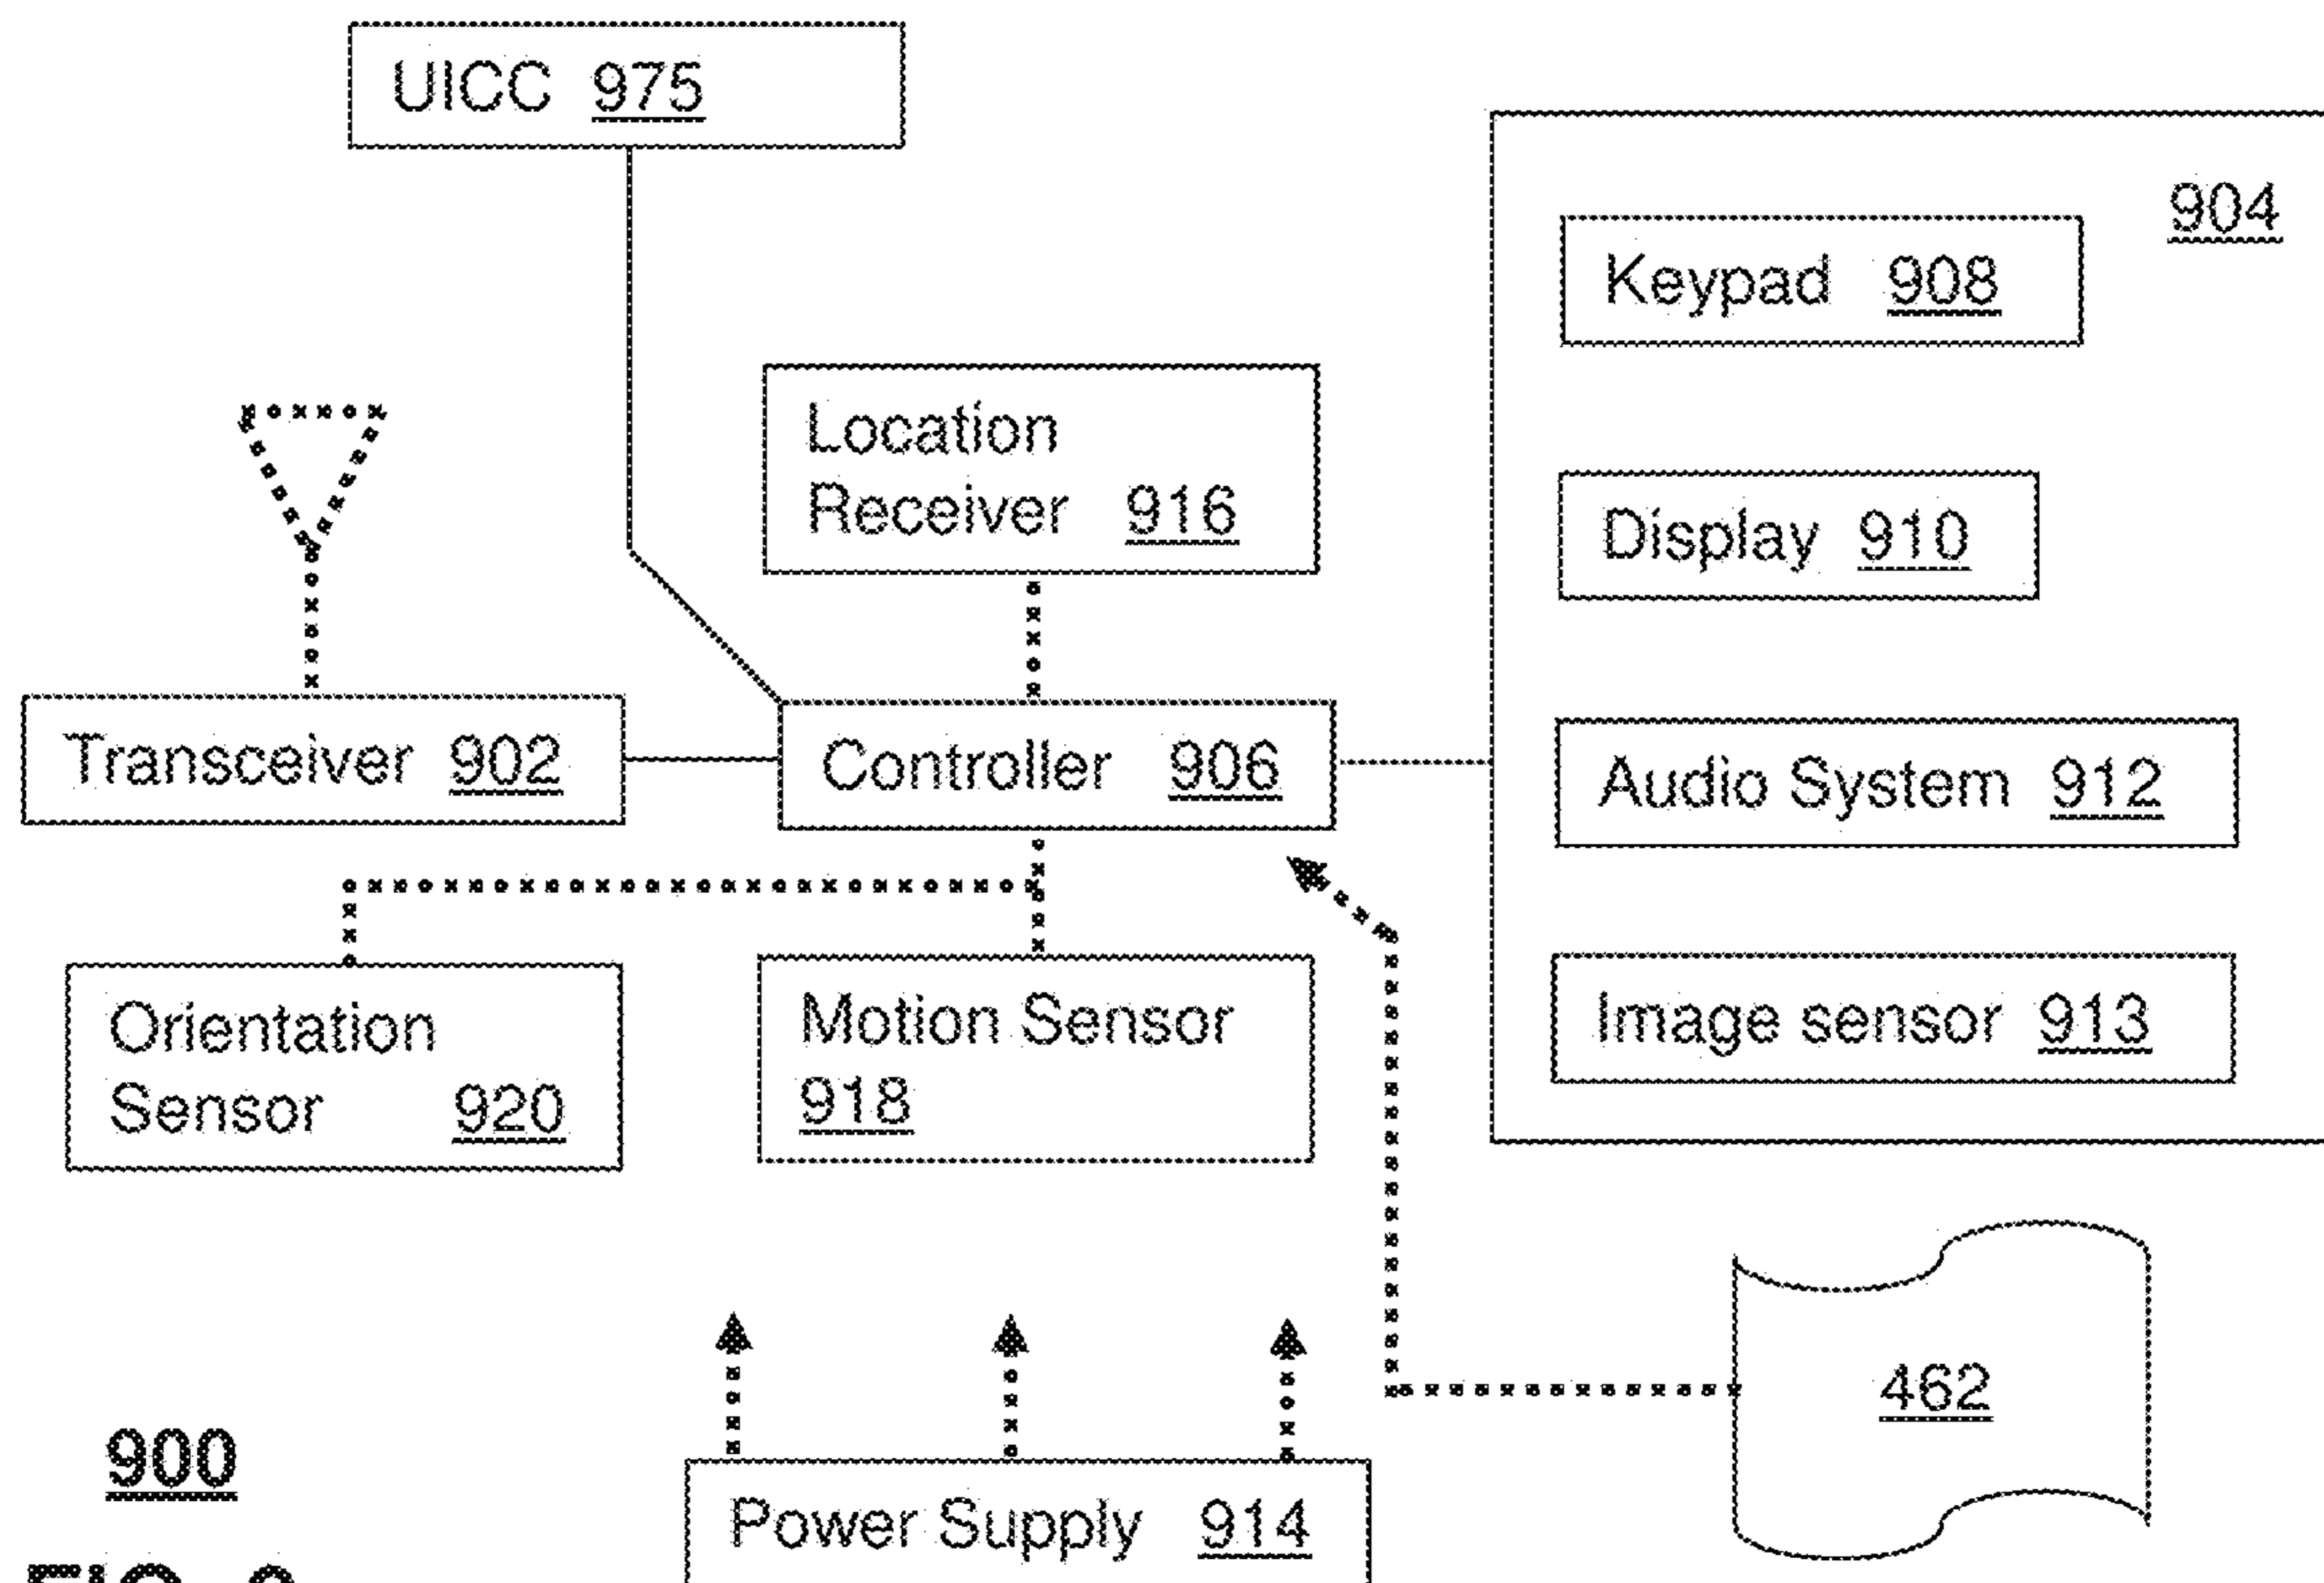 UICC 975
904
Keypad 908
Location
Receiver 916
Display 910
Transceiver 902
Controller 906
Audio System 912
Orientation
Sensor 920
Motion Sensor
918
Image sensor 913
462
900
Power Supply 914